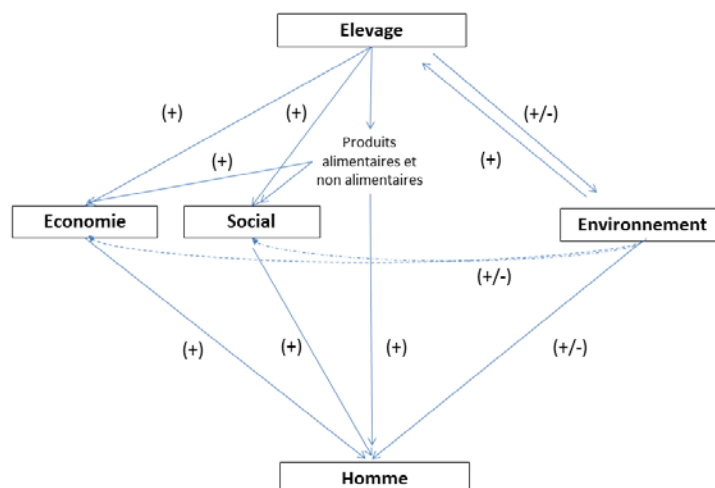 Elevage
(+)
(+)
(+/-)
(+)
(+)
Produits
alimentaires et
non alimentaires
Economie
Social
Environnement
(+/-)
(+)
(+)
(+)
(+/-)
Homme